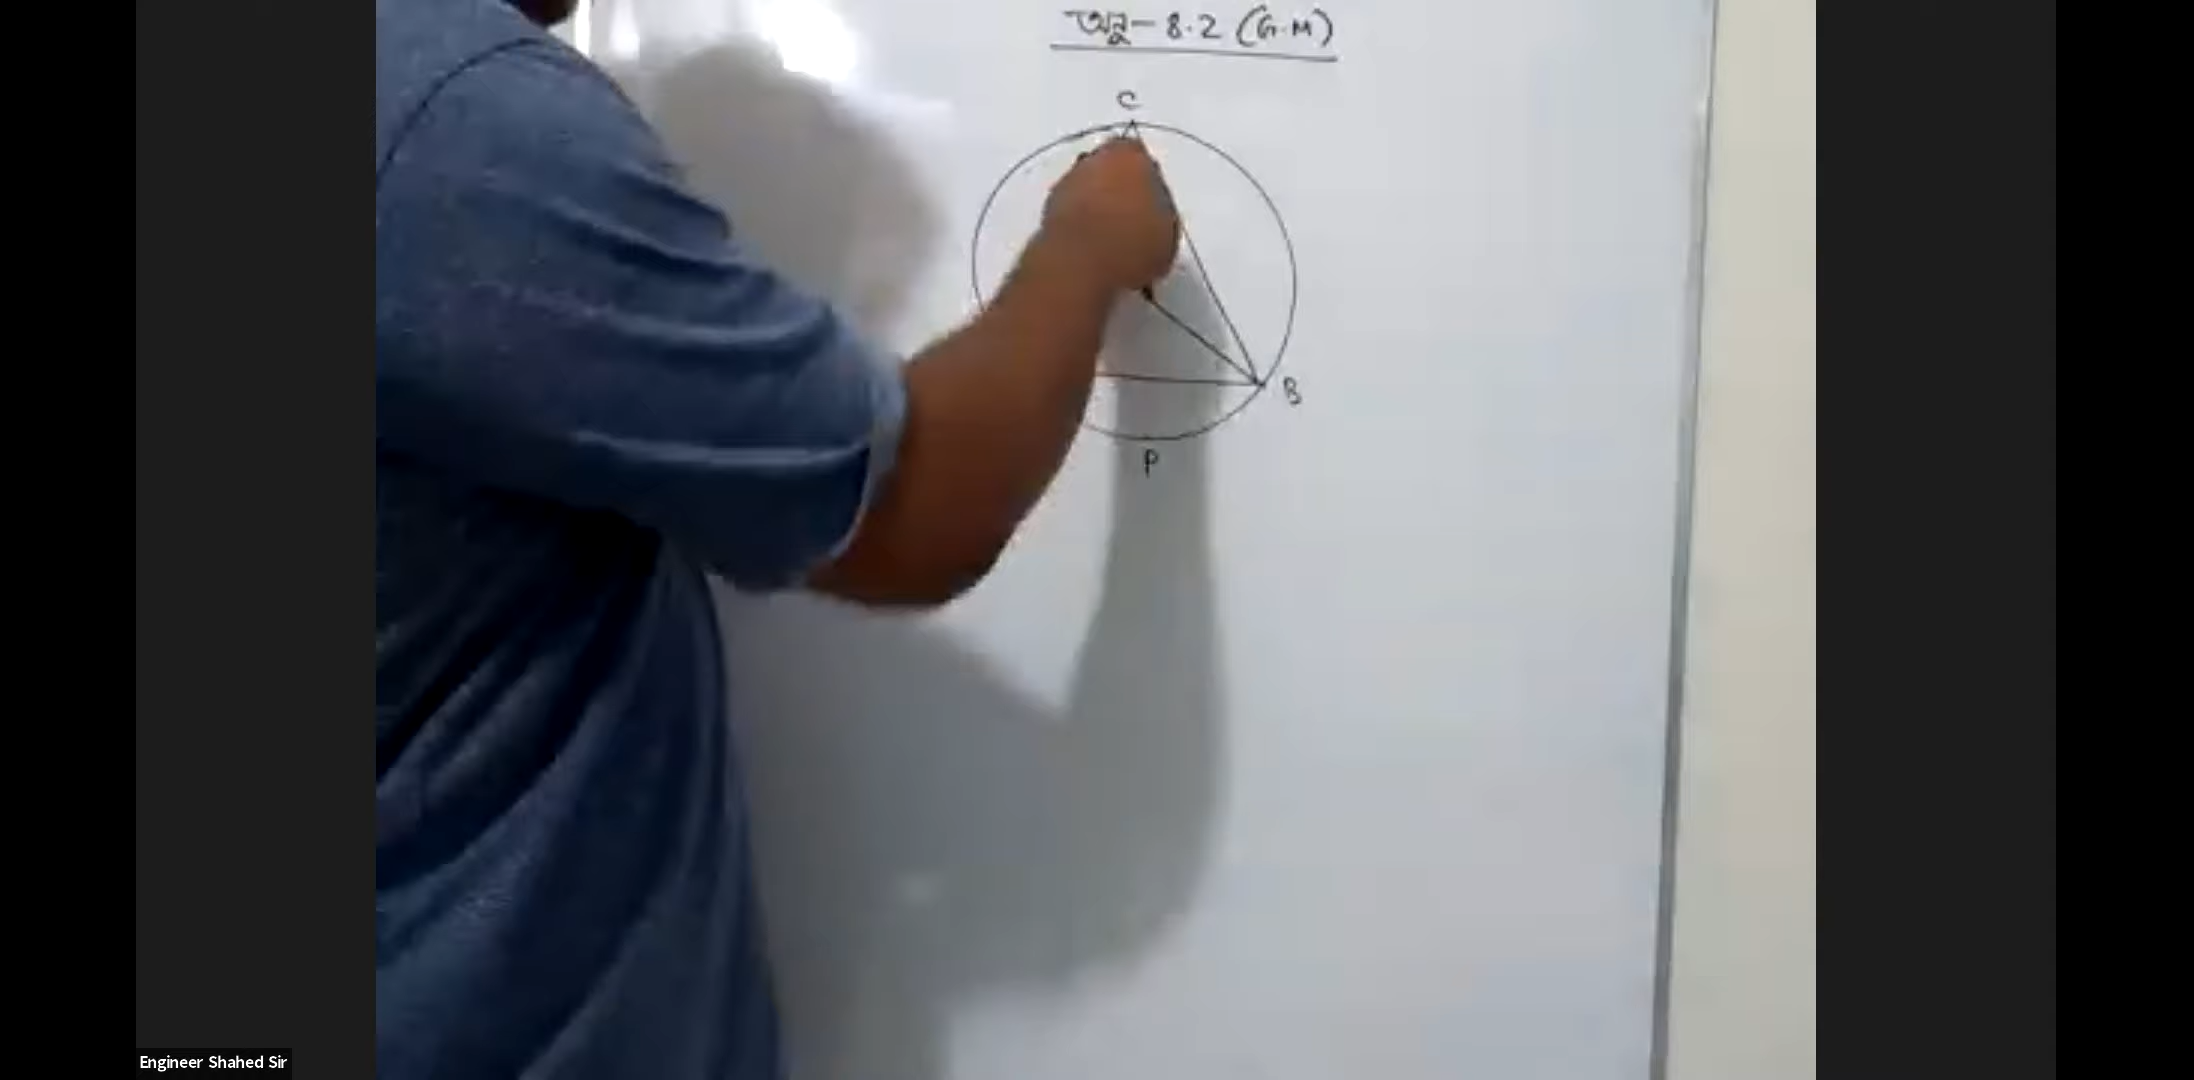 অনু- 8.2 (G.M)
C
B
P
Engineer Shahed Sir